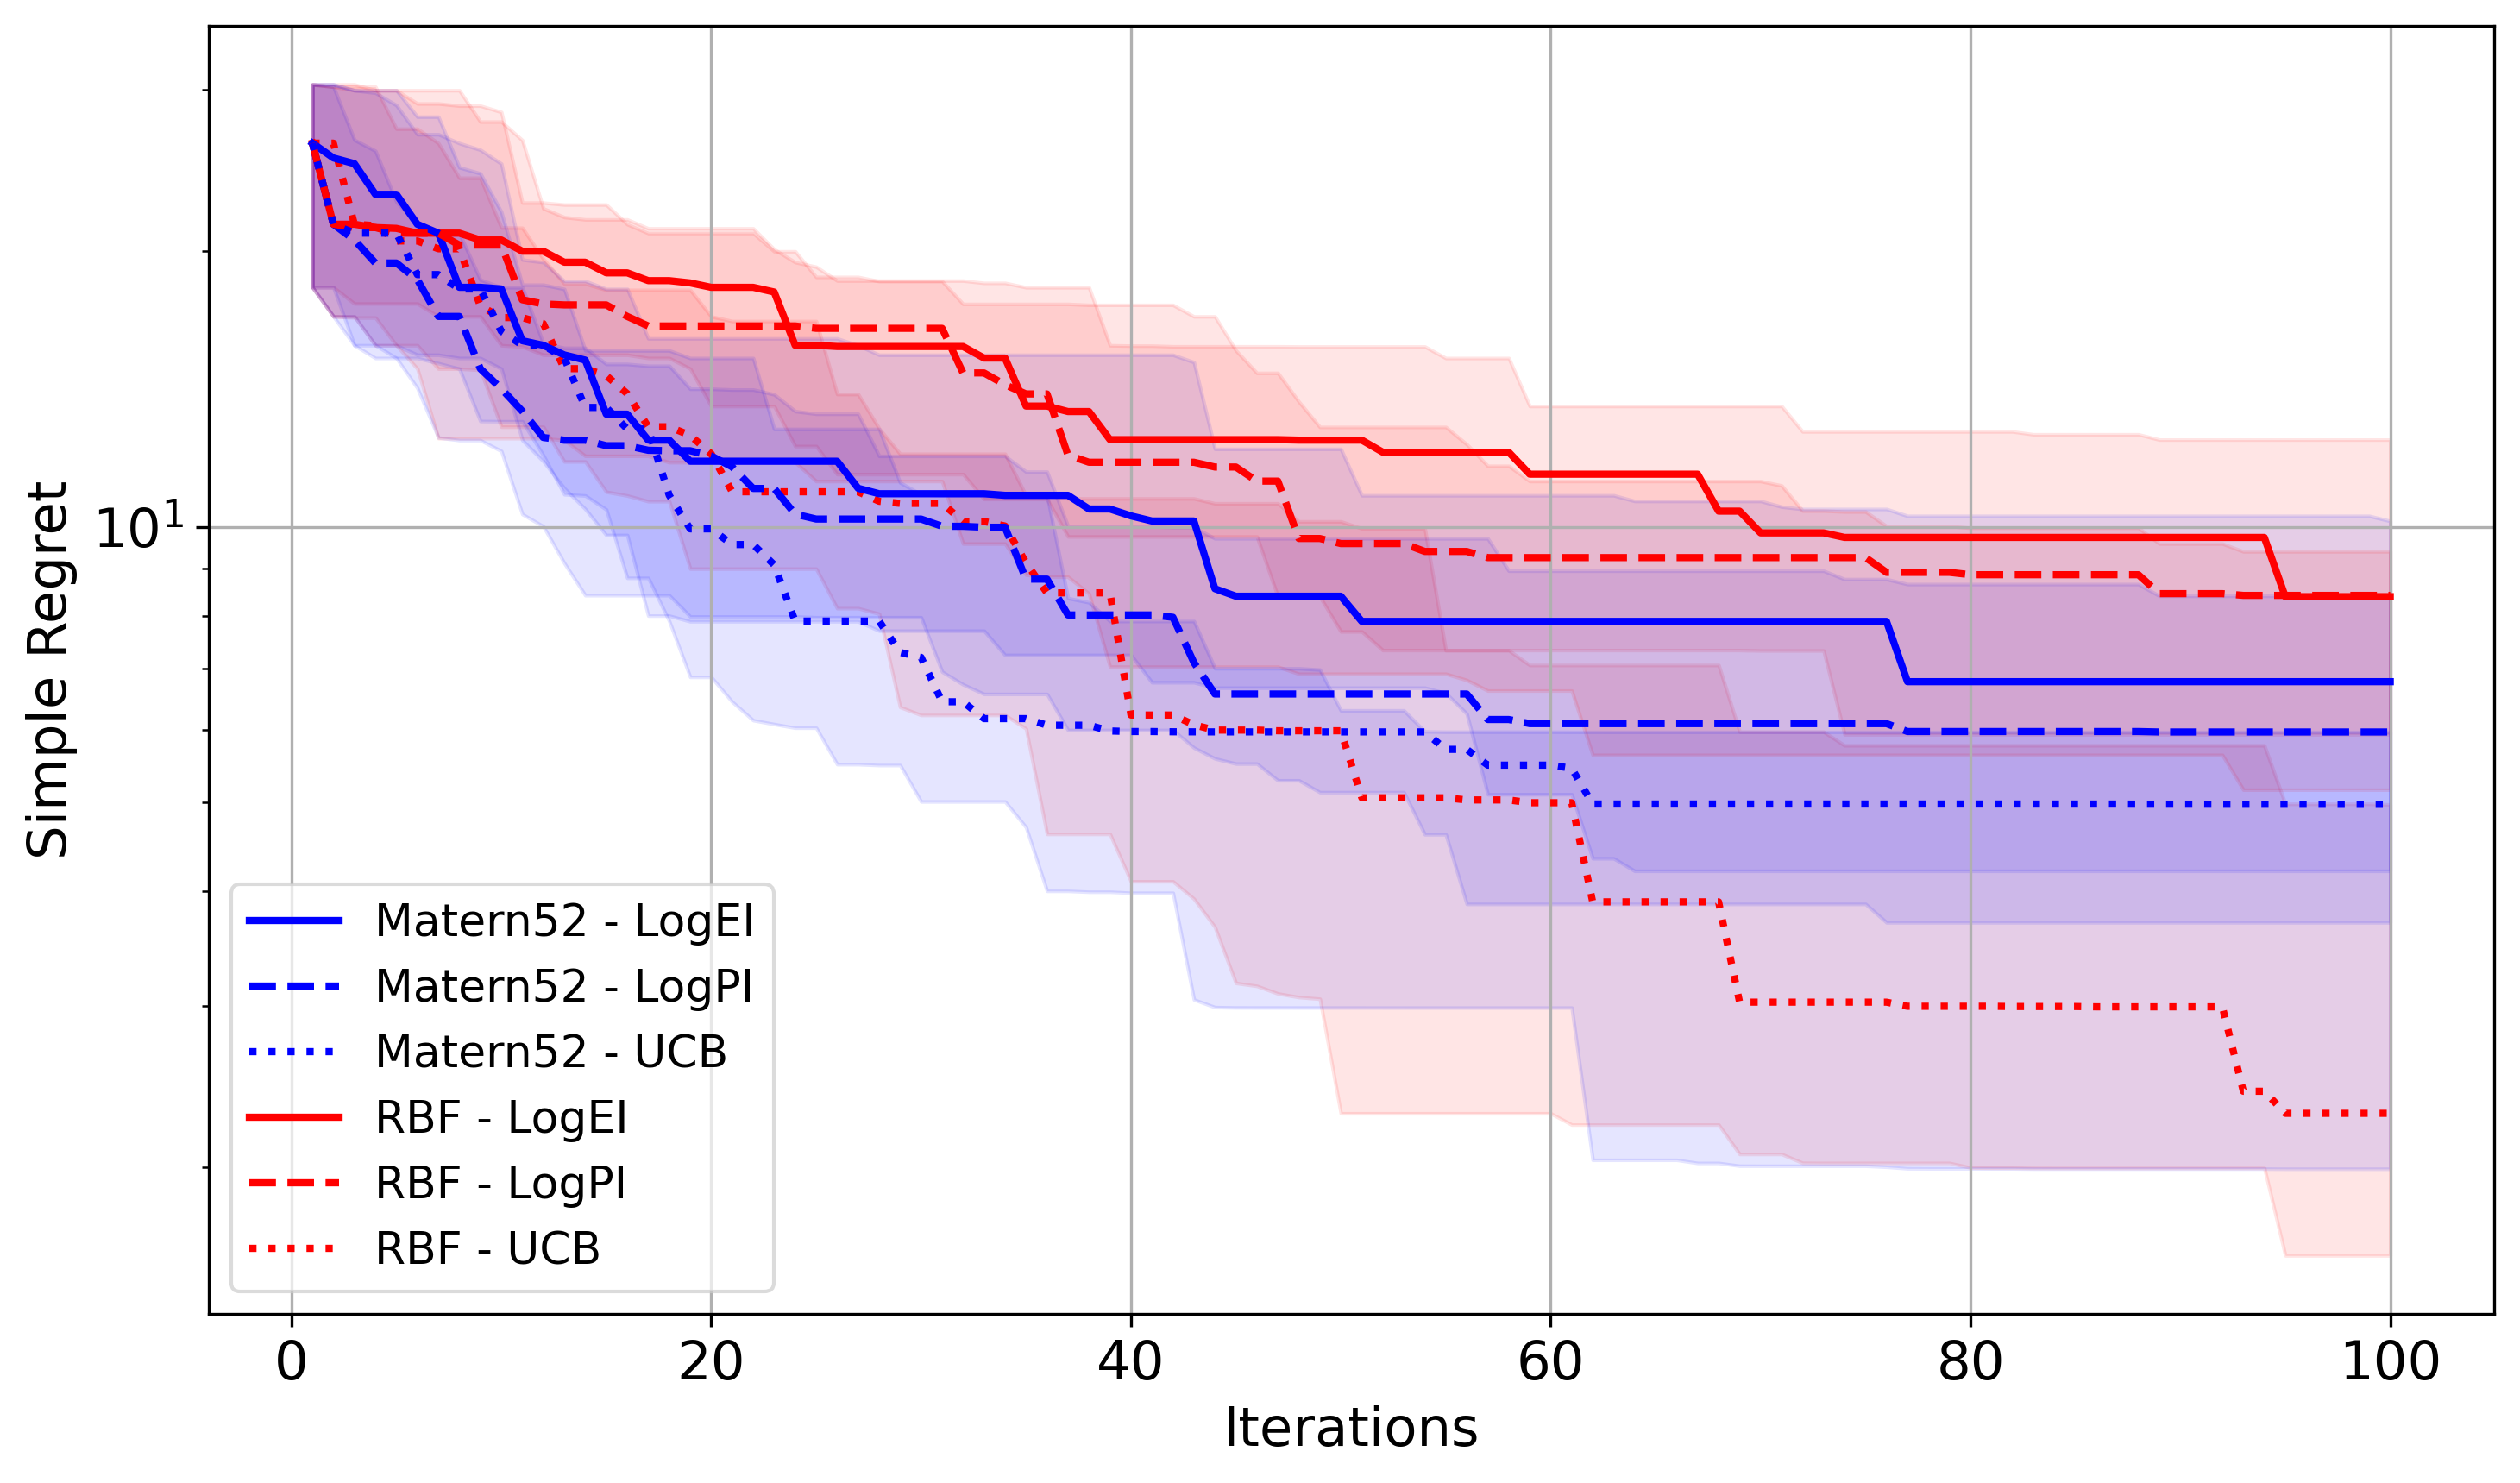 Simple Regret
10¹
Matern52 - LogEI
Matern52 - LogPI
Matern52 - UCB
RBF - LogEI
RBF - LogPI
RBF - UCB
0 20 40 60 80 100
Iterations